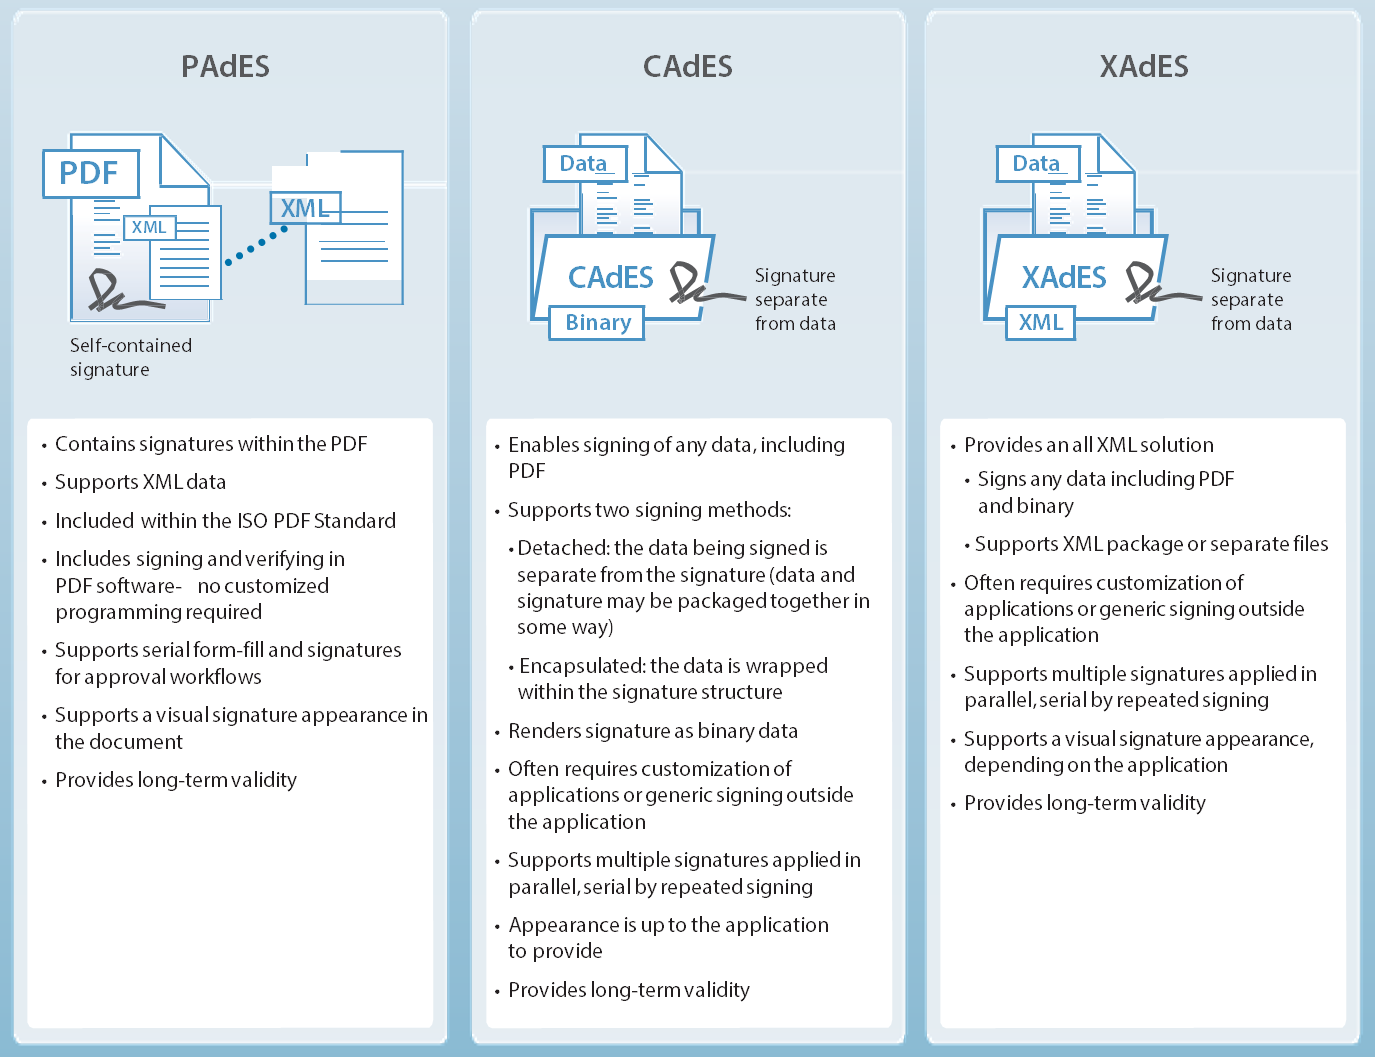 PAdES
PDF
XML
XML
Self-contained
signature
• Contains signatures within the PDF
• Supports XML data
• Included within the ISO PDF Standard
• Includes signing and verifying in
PDF software- no customized
programming required
• Supports serial form-fill and signatures
for approval workflows
• Supports a visual signature appearance in
the document
• Provides long-term validity
CAdES
Data
CAdES
Binary
Signature
separate
from data
• Enables signing of any data, including
PDF
• Supports two signing methods:
• Detached: the data being signed is
separate from the signature (data and
signature may be packaged together in
some way)
• Encapsulated: the data is wrapped
within the signature structure
• Renders signature as binary data
• Often requires customization of
applications or generic signing outside
the application
• Supports multiple signatures applied in
parallel, serial by repeated signing
• Appearance is up to the application
to provide
• Provides long-term validity
XAdES
Data
XAdES
XML
Signature
separate
from data
• Provides an all XML solution
• Signs any data including PDF
and binary
• Supports XML package or separate files
• Often requires customization of
applications or generic signing outside
the application
• Supports multiple signatures applied in
parallel, serial by repeated signing
• Supports a visual signature appearance,
depending on the application
• Provides long-term validity